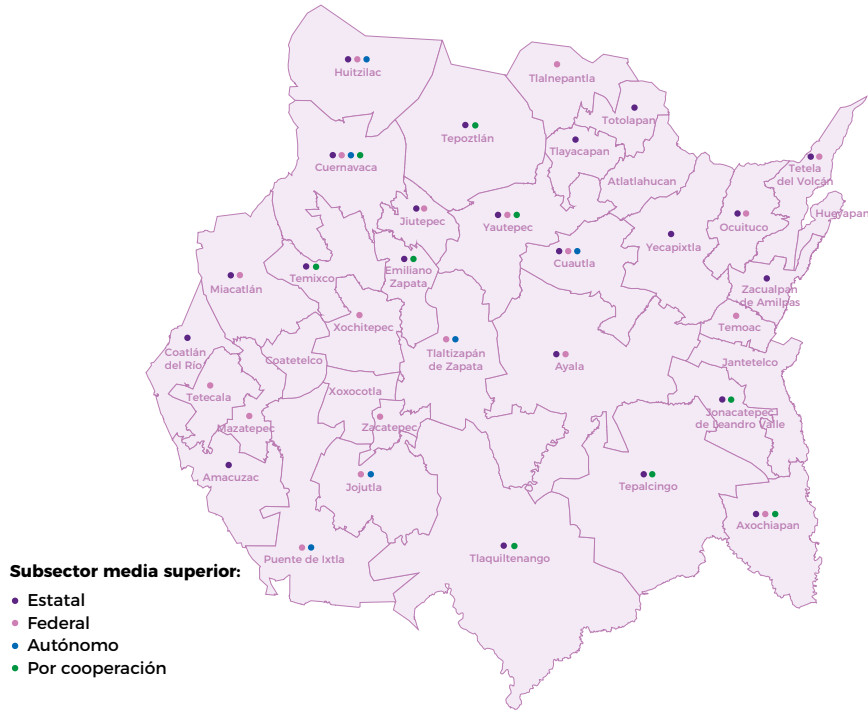 Huitzilac
Tlalnepantla
Totolapan
Tepoztlán
Tlayacapan
Cuernavaca
Atlatlahucan
Tetela
del Volcán
Hueyapan
Jiutepec
Yautepec
Ocuituco
Yecapixtla
Cuautla
Emiliano
Zapata
Temixco
Miacatlán
Zacualpan
de Amilpas
Xochitepec
Temoac
Coatlán
del Río
Coatetelco
Tlaltizapán
de Zapata
Ayala
Jantetelco
Tetecala
Xoxocotla
Mazatepec
Zacatepec
Jonacatepec
de Leandro Valle
Amacuzac
Jojutla
Tepalcingo
Axochiapan
Puente de Ixtla
Tlaquiltenango
Subsector media superior:
Estatal
Federal
Autónomo
Por cooperación